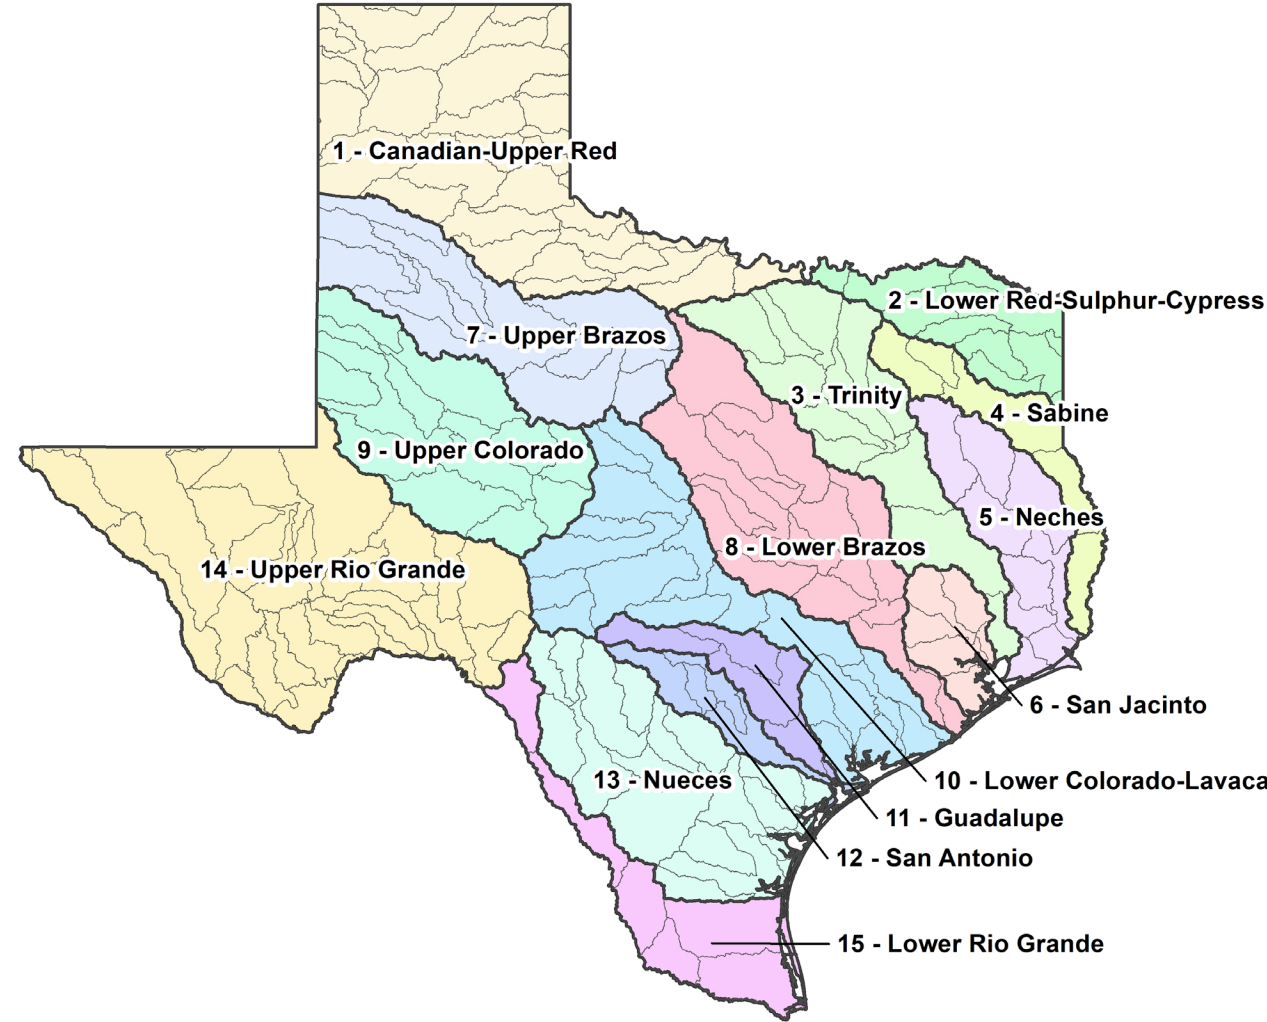 1 - Canadian-Upper Red
2 - Lower Red-Sulphur-Cypress
7 - Upper Brazos
3 - Trinity
4 - Sabine
9 - Upper Colorado
5 - Neches
8 - Lower Brazos
14 - Upper Rio Grande
6 - San Jacinto
13 - Nueces
10 - Lower Colorado-Lavaca
11 - Guadalupe
12 - San Antonio
15 - Lower Rio Grande